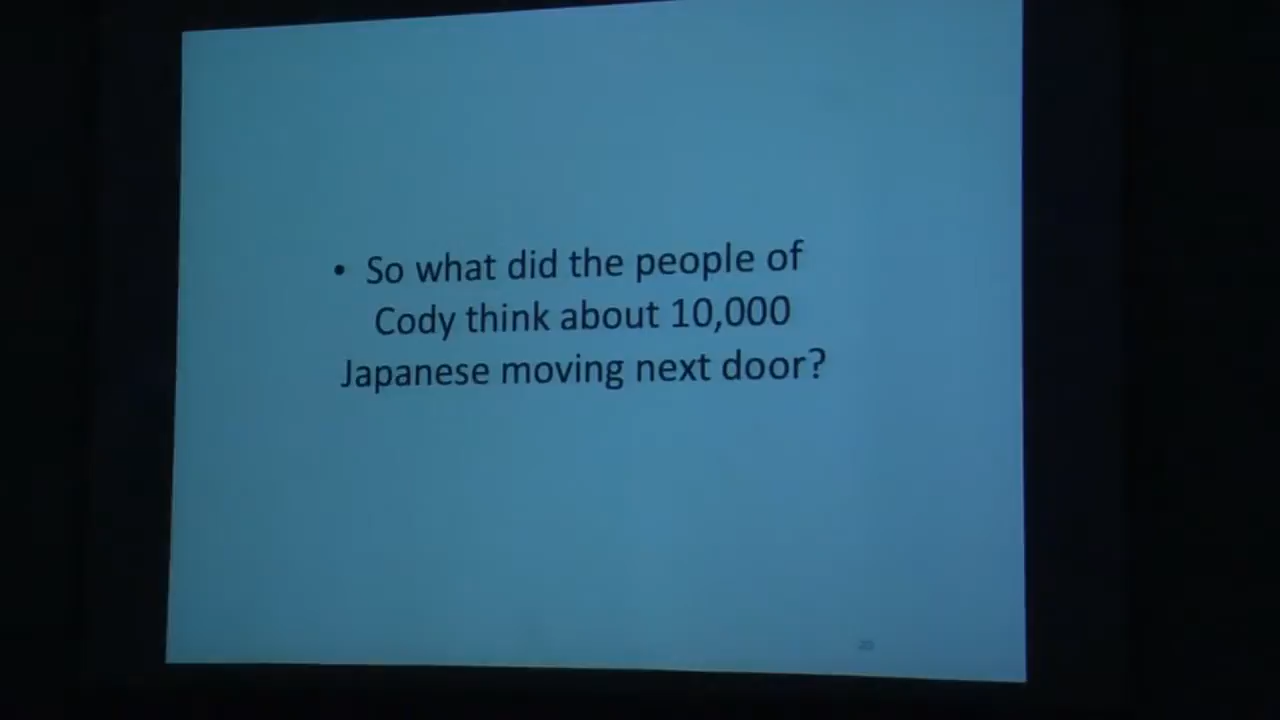 • So what did the people of
Cody think about 10,000
Japanese moving next door?